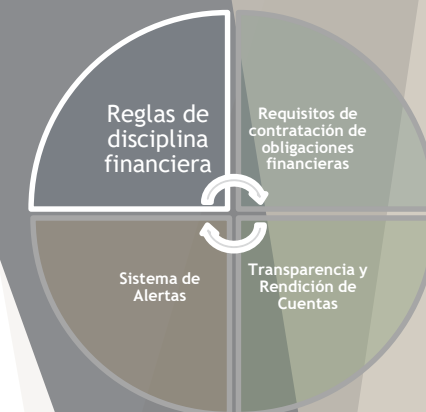 Reglas de
disciplina
financiera
Requisitos de
contratación de
obligaciones
financieras
Sistema de
Alertas
Transparencia y
Rendición de
Cuentas